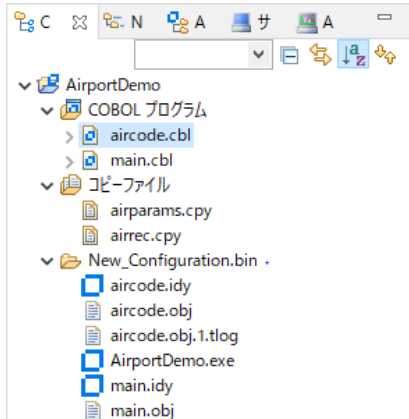 C N A サ A
AirportDemo
COBOL プログラム
aircode.cbl
main.cbl
コピーファイル
airparams.cpy
airrec.cpy
New_Configuration.bin
aircode.idy
aircode.obj
aircode.obj.1.tlog
AirportDemo.exe
main.idy
main.obj